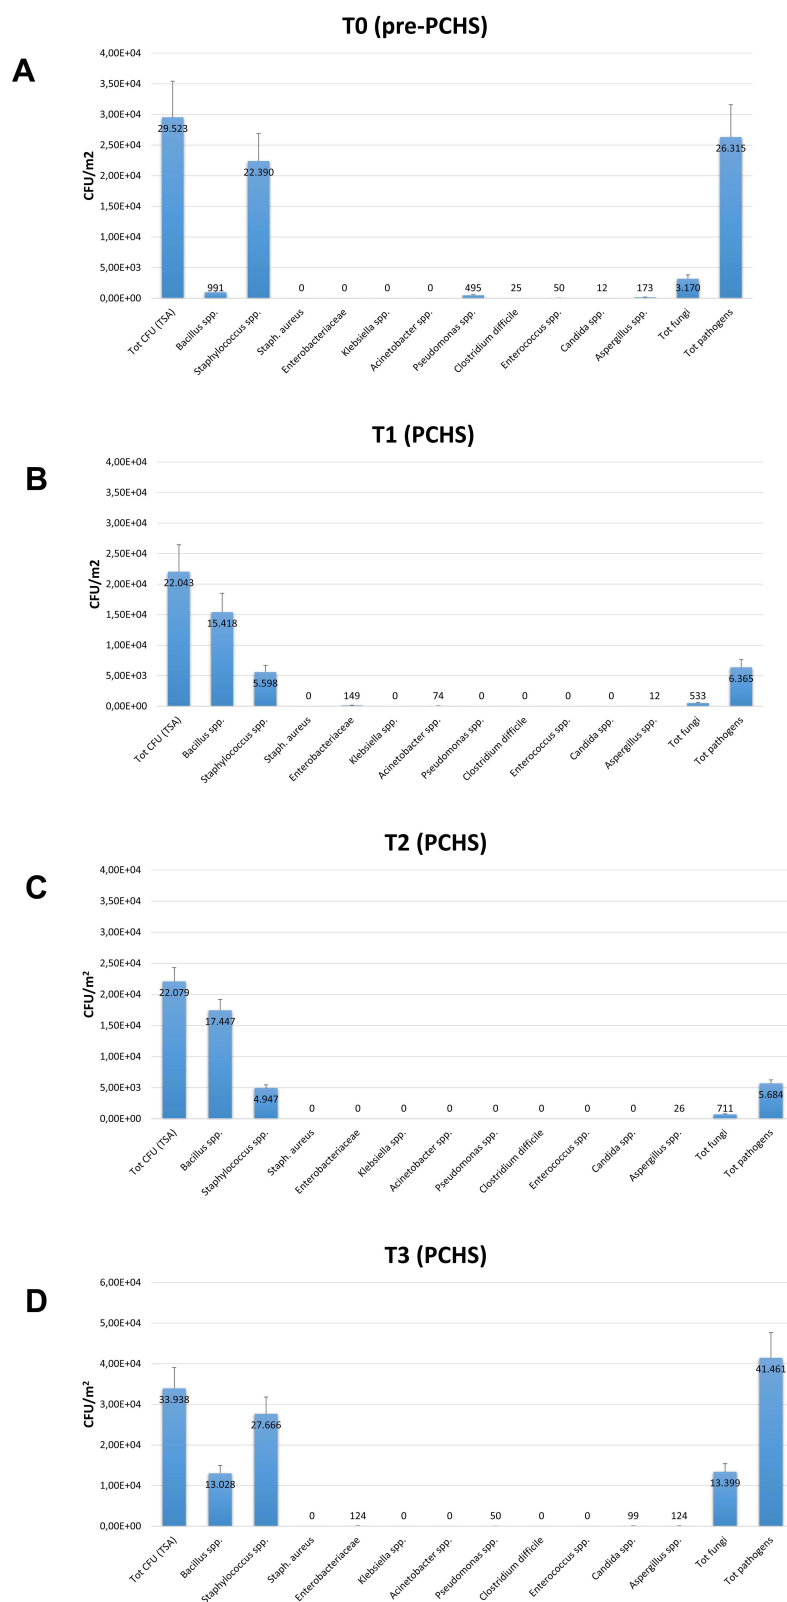 T0 (pre-PCHS)
A
CFU/m2
4,00E+04
3,50E+04
3,00E+04
2,50E+04
2,00E+04
1,50E+04
1,00E+04
5,00E+03
0,00E+00
29.523
991
22.390
0
0
0
0
495
25
50
12
173
3.170
26.315
Tot CFU (TSA)
Bacillus spp.
Staphylococcus spp.
Staph. aureus
Enterobacteriaceae
Klebsiella spp.
Acinetobacter spp.
Pseudomonas spp.
Clostridium difficile
Enterococcus spp.
Candida spp.
Aspergillus spp.
Tot fungi
Tot pathogens
T1 (PCHS)
B
CFU/m2
4,00E+04
3,50E+04
3,00E+04
2,50E+04
2,00E+04
1,50E+04
1,00E+04
5,00E+03
0,00E+00
22.043
15.418
5.598
0
149
0
74
0
0
0
0
12
533
6.365
Tot CFU (TSA)
Bacillus spp.
Staphylococcus spp.
Staph. aureus
Enterobacteriaceae
Klebsiella spp.
Acinetobacter spp.
Pseudomonas spp.
Clostridium difficile
Enterococcus spp.
Candida spp.
Aspergillus spp.
Tot fungi
Tot pathogens
T2 (PCHS)
C
CFU/m²
4,00E+04
3,50E+04
3,00E+04
2,50E+04
2,00E+04
1,50E+04
1,00E+04
5,00E+03
0,00E+00
22.079
17.447
4.947
0
0
0
0
0
0
0
0
26
711
5.684
Tot CFU (TSA)
Bacillus spp.
Staphylococcus spp.
Staph. aureus
Enterobacteriaceae
Klebsiella spp.
Acinetobacter spp.
Pseudomonas spp.
Clostridium difficile
Enterococcus spp.
Candida spp.
Aspergillus spp.
Tot fungi
Tot pathogens
T3 (PCHS)
D
CFU/m²
6,00E+04
5,00E+04
4,00E+04
3,00E+04
2,00E+04
1,00E+04
0,00E+00
33.938
13.028
27.666
0
124
0
0
50
0
0
99
124
13.399
41.461
Tot CFU (TSA)
Bacillus spp.
Staphylococcus spp.
Staph. aureus
Enterobacteriaceae
Klebsiella spp.
Acinetobacter spp.
Pseudomonas spp.
Clostridium difficile
Enterococcus spp.
Candida spp.
Aspergillus spp.
Tot fungi
Tot pathogens